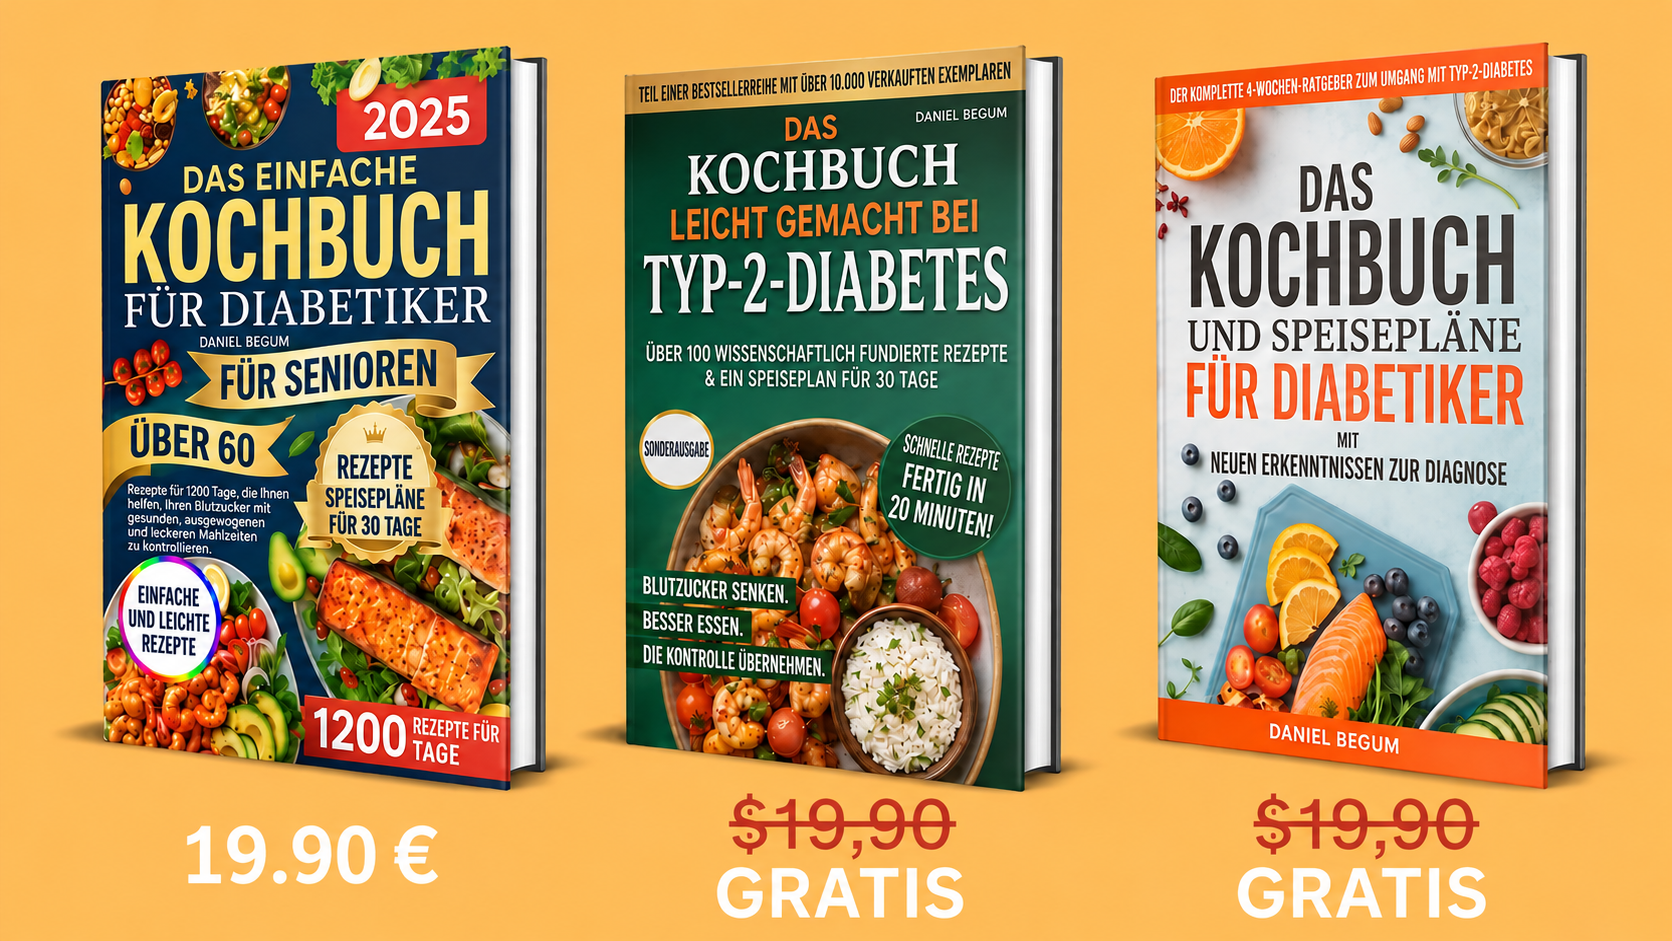 2025
DAS EINFACHE
KOCHBUCH
FÜR DIABETIKER
DANIEL BEGUM
FÜR SENIOREN
ÜBER 60
REZEPTE
SPEISEPLÄNE
FÜR 30 TAGE
Rezepte für 1200 Tage, die Ihnen
helfen, Ihren Blutzucker mit
gesunden, ausgewogenen
und leckeren Mahlzeiten
zu kontrollieren.
EINFACHE
UND LEICHTE
REZEPTE
1200 REZEPTE FÜR
TAGE
19.90 €
TEIL EINER BESTSELLERREIHE MIT ÜBER 10.000 VERKAUFTEN EXEMPLAREN
DANIEL BEGUM
DAS
KOCHBUCH
LEICHT GEMACHT BEI
TYP-2-DIABETES
ÜBER 100 WISSENSCHAFTLICH FUNDIERTE REZEPTE
& EIN SPEISEPLAN FÜR 30 TAGE
SONDERAUSGABE
SCHNELLE REZEPTE
FERTIG IN
20 MINUTEN!
BLUTZUCKER SENKEN.
BESSER ESSEN.
DIE KONTROLLE ÜBERNEHMEN.
$19,90
GRATIS
DER KOMPLETTE 4-WOCHEN-RATGEBER ZUM UMGANG MIT TYP-2-DIABETES
DAS
KOCHBUCH
UND SPEISEPLÄNE
FÜR DIABETIKER
MIT
NEUEN ERKENNTNISSEN ZUR DIAGNOSE
DANIEL BEGUM
$19,90
GRATIS